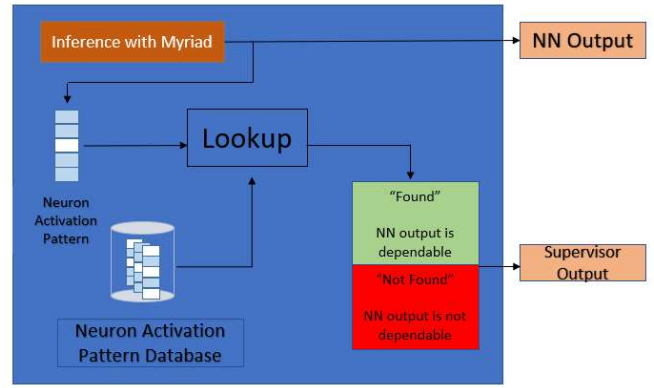 Inference with Myriad
NN Output
Lookup
Neuron
Activation
Pattern
"Found"
NN output is
dependable
"Not Found"
NN output is not
dependable
Supervisor
Output
Neuron Activation
Pattern Database